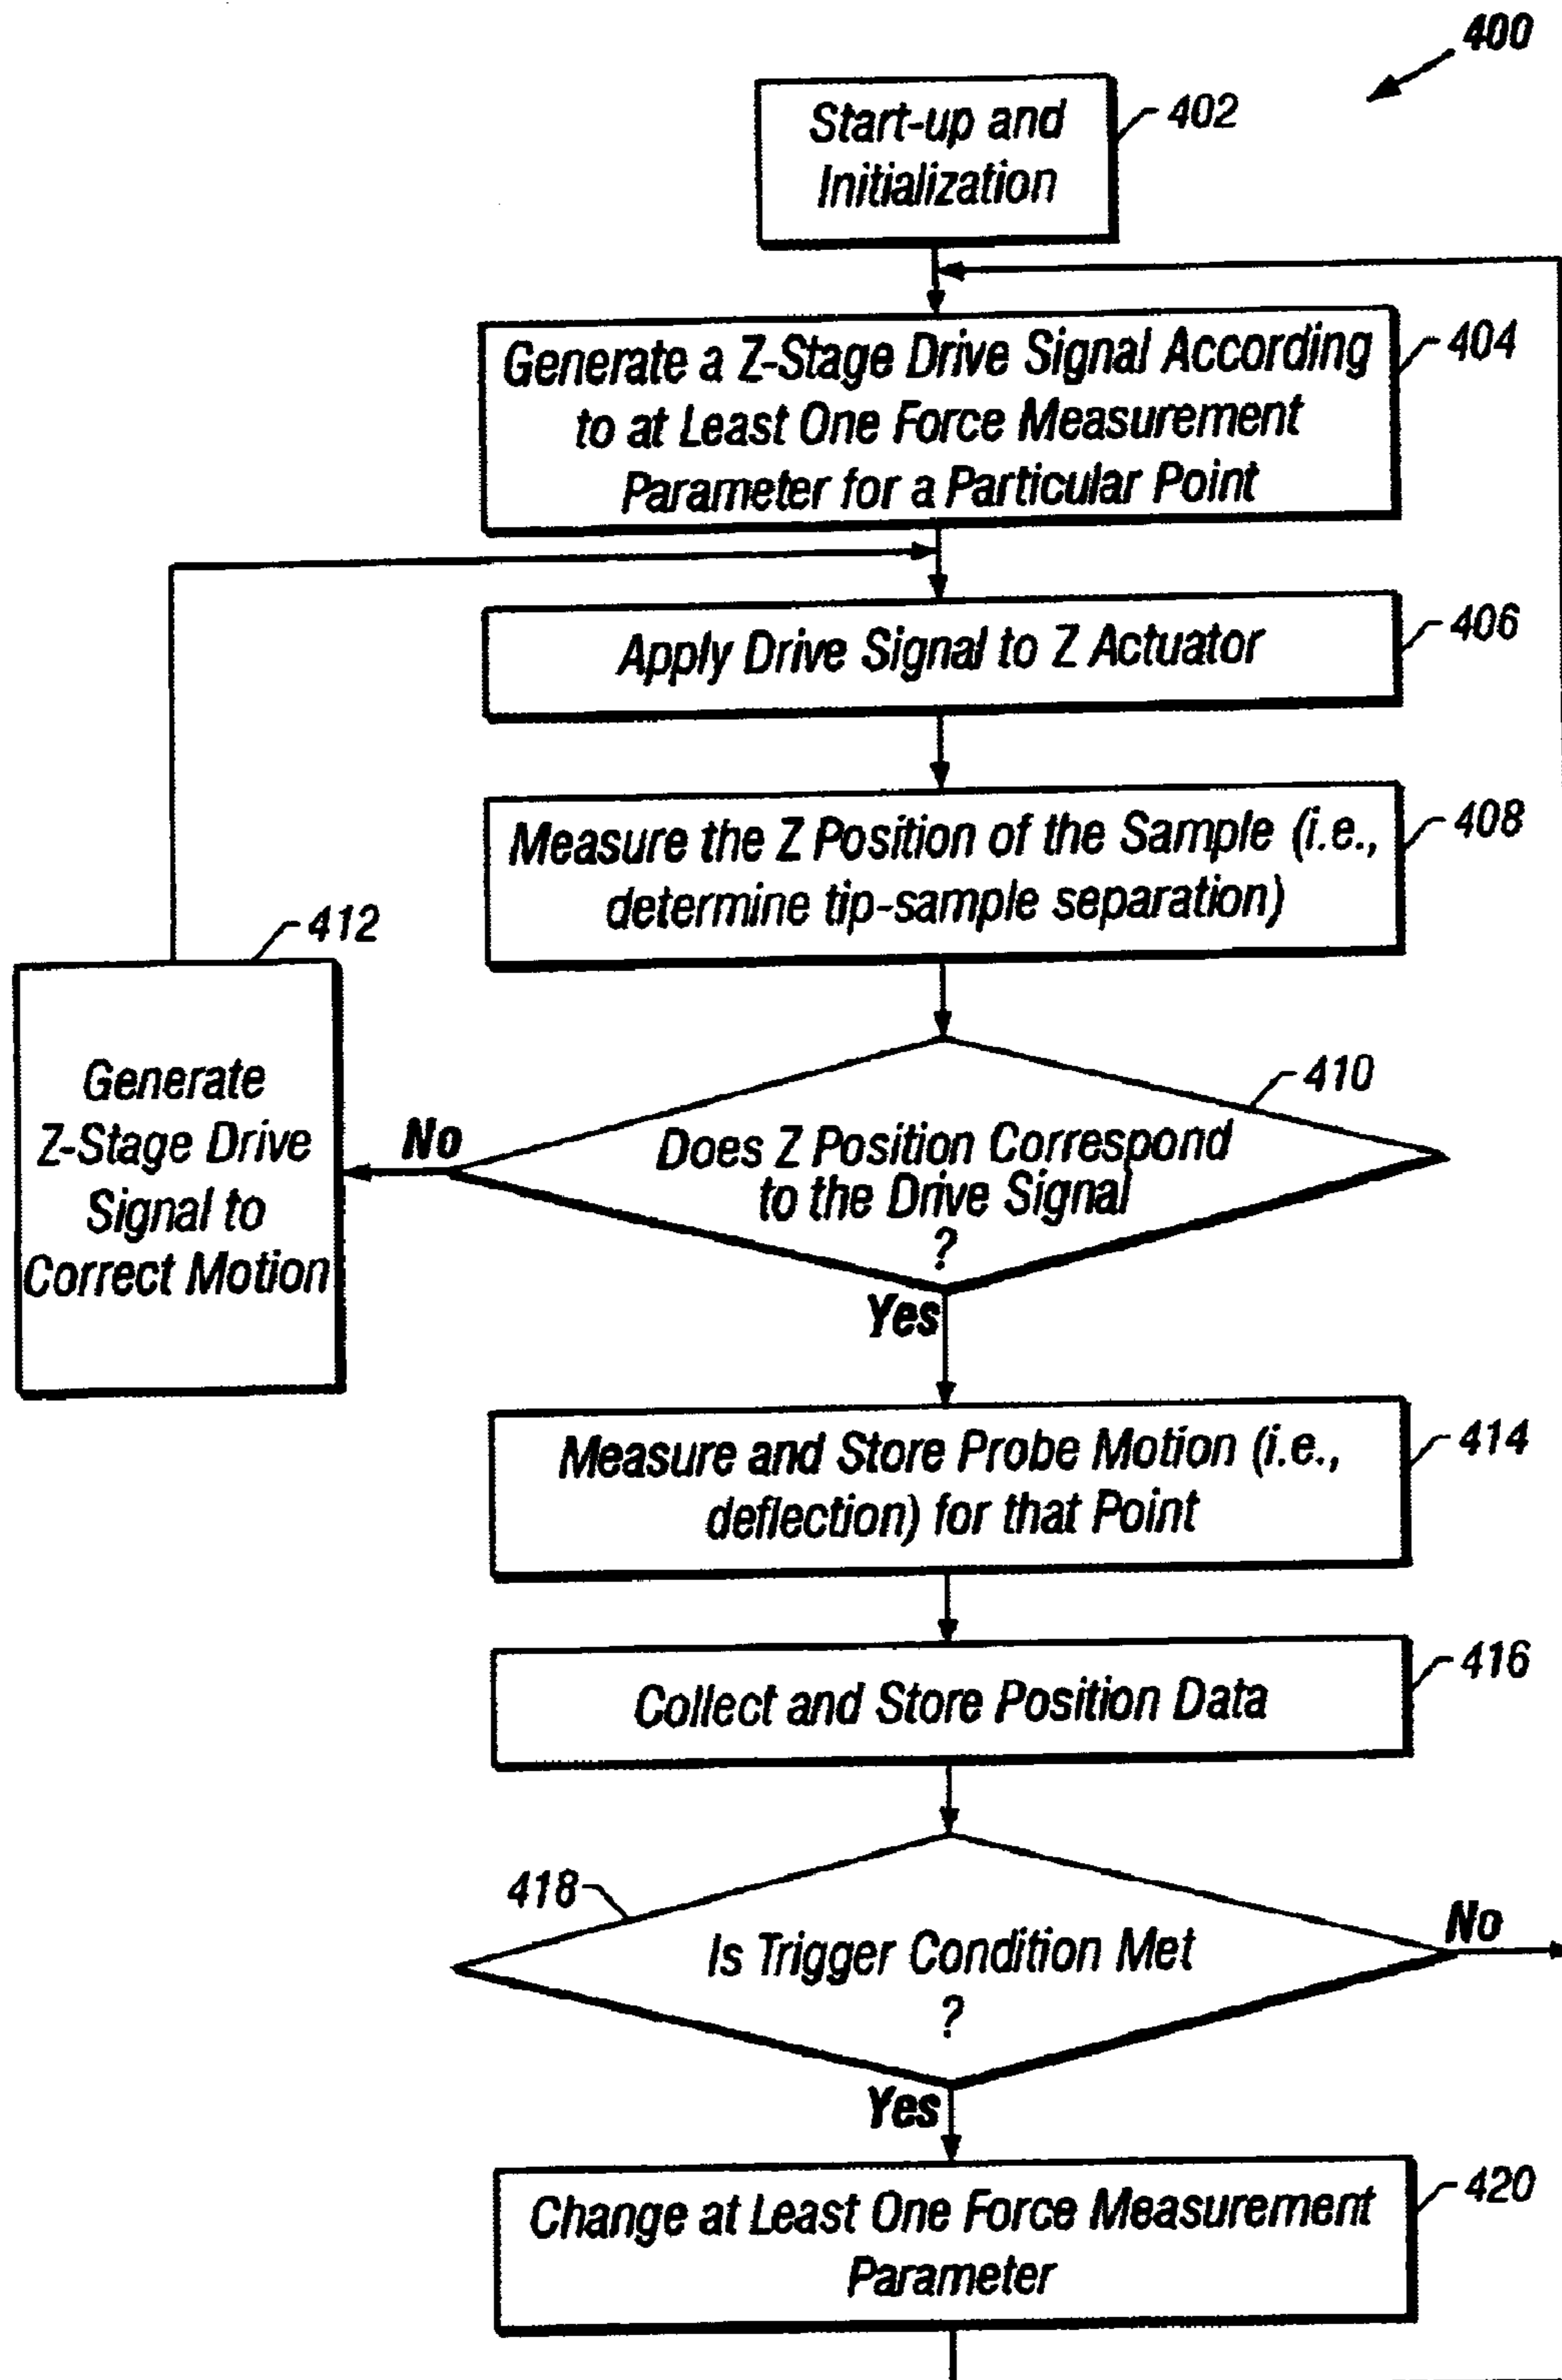 400
Start-up and
Initialization
402
Generate a Z-Stage Drive Signal According
to at Least One Force Measurement
Parameter for a Particular Point
404
Apply Drive Signal to Z Actuator
406
Measure the Z Position of the Sample (i.e.,
determine tip-sample separation)
408
412
Generate
Z-Stage Drive
Signal to
Correct Motion
No
410
Does Z Position Correspond
to the Drive Signal
?
Yes
Measure and Store Probe Motion (i.e.,
deflection) for that Point
414
Collect and Store Position Data
416
418
Is Trigger Condition Met
?
No
Yes
Change at Least One Force Measurement
Parameter
420